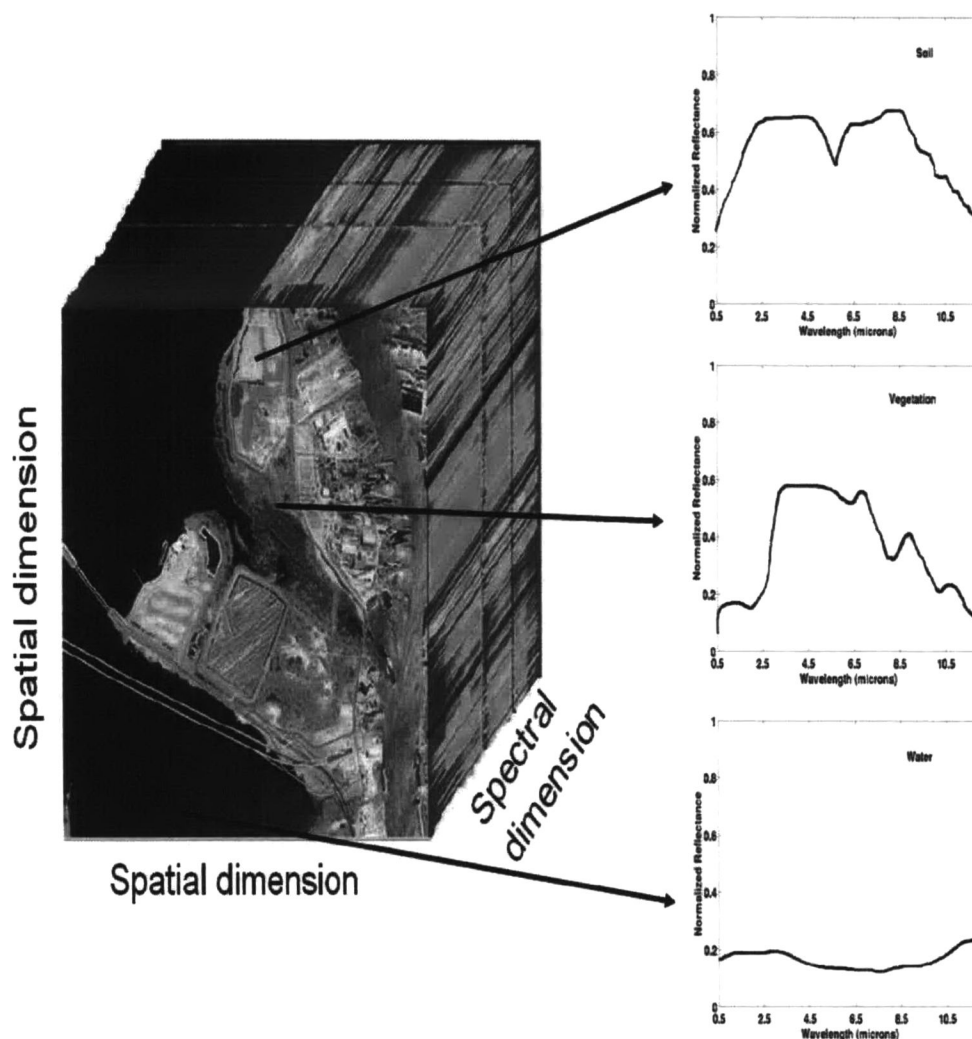 Spatial dimension
Spatial dimension
Spectral
dimension
Soil
Normalized Reflectance
1
0.8
0.6
0.4
0.2
0
0.5 2.5 4.5 6.5 8.5 10.5
Wavelength (microns)
Vegetation
Normalized Reflectance
1
0.8
0.6
0.4
0.2
0
0.5 2.5 4.5 6.5 8.5 10.5
Wavelength (microns)
Water
Normalized Reflectance
1
0.8
0.6
0.4
0.2
0
0.5 2.5 4.5 6.5 8.5 10.5
Wavelength (microns)